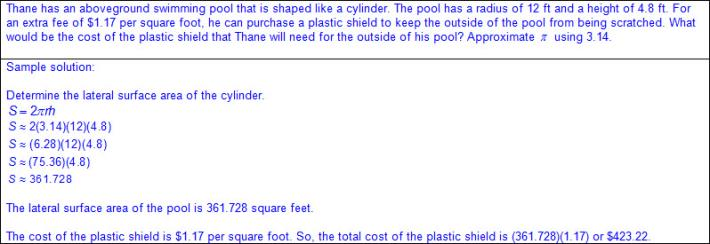 Thane has an aboveground swimming pool that is shaped like a cylinder. The pool has a radius of 12 ft and a height of 4.8 ft. For
an extra fee of $1.17 per square foot, he can purchase a plastic shield to keep the outside of the pool from being scratched. What
would be the cost of the plastic shield that Thane will need for the outside of his pool? Approximate π using 3.14.
Sample solution:
Determine the lateral surface area of the cylinder.
S = 2πrh
S ≈ 2(3.14)(12)(4.8)
S ≈ (6.28)(12)(4.8)
S ≈ (75.36)(4.8)
S ≈ 361.728
The lateral surface area of the pool is 361.728 square feet.
The cost of the plastic shield is $1.17 per square foot. So, the total cost of the plastic shield is (361.728)(1.17) or $423.22.